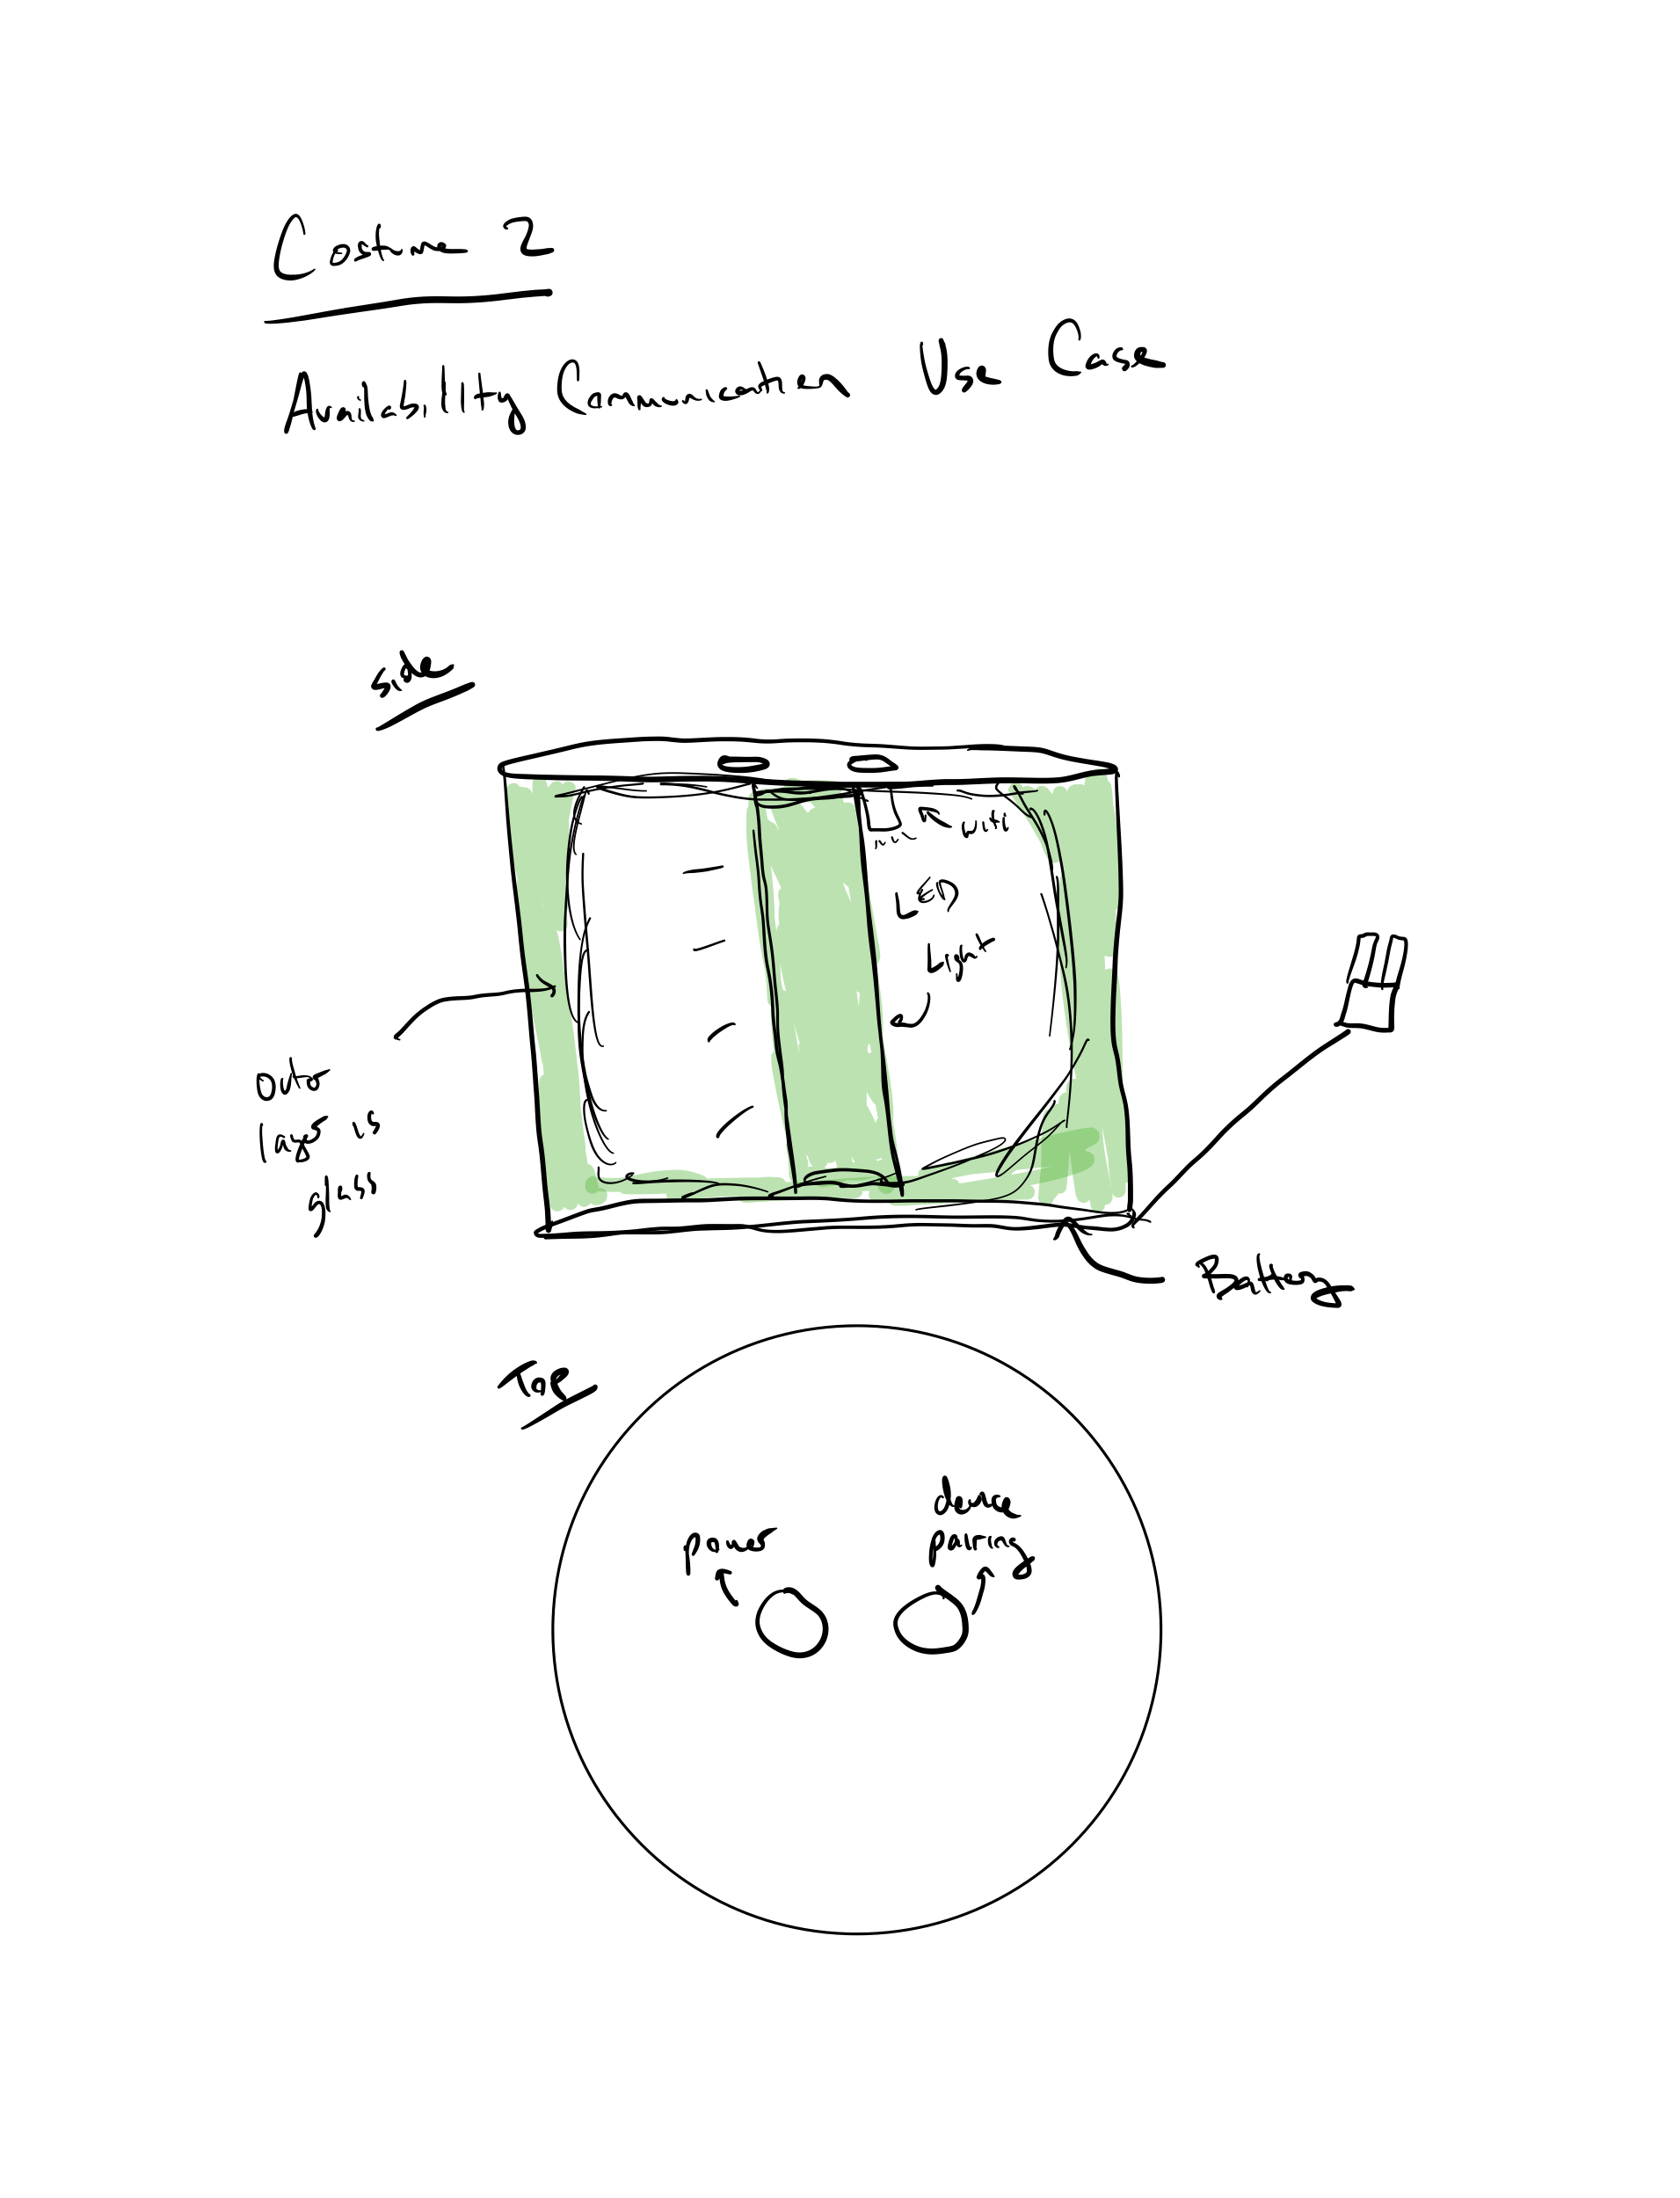 Costume 2
Availability Communication Use Case
side
wifi
LED
Light
outer
layer is
glass
Battery
Top
device
power
pairing